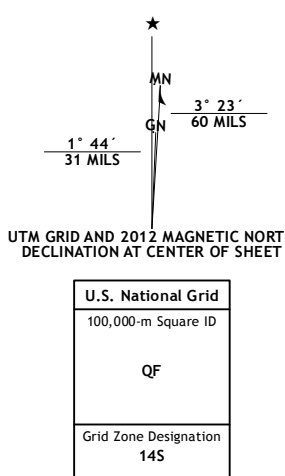 ★
MN
3° 23´
60 MILS
GN
1° 44´
31 MILS
UTM GRID AND 2012 MAGNETIC NORT
DECLINATION AT CENTER OF SHEET
U.S. National Grid
100,000-m Square ID
QF
Grid Zone Designation
14S